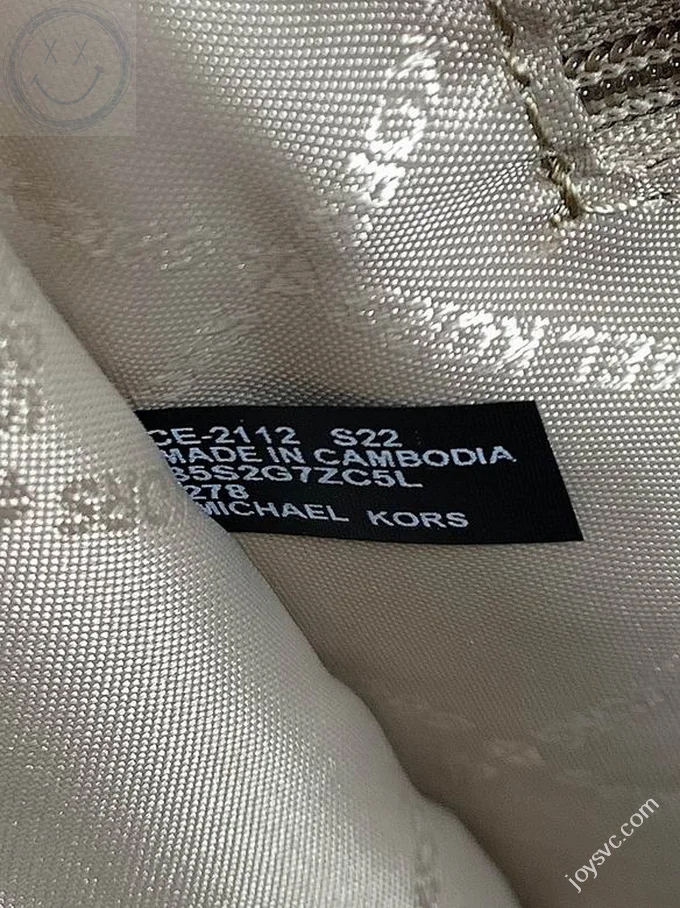 CE-2112 S22
MADE IN CAMBODIA
35S2G7ZC5L
278
MICHAEL KORS
joysvc.com